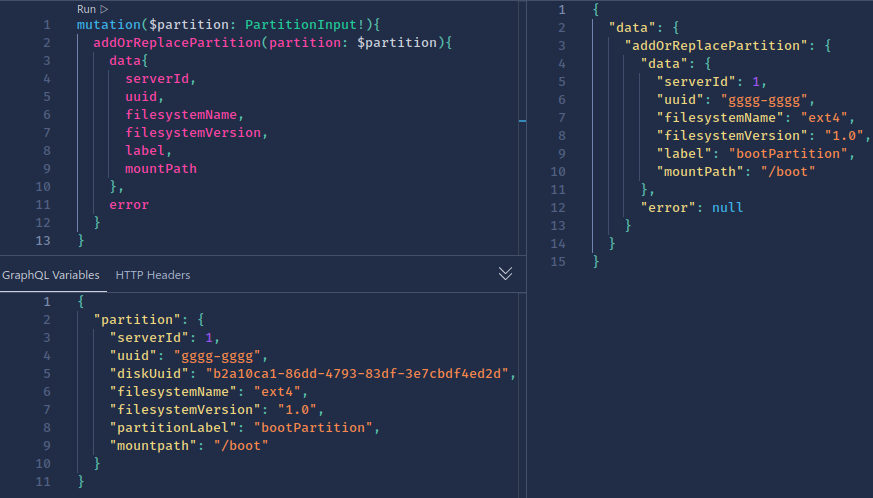 Run ▷
1 mutation($partition: PartitionInput!){
2 addOrReplacePartition(partition: $partition){
3 data{
4 serverId,
5 uuid,
6 filesystemName,
7 filesystemVersion,
8 label,
9 mountPath
10 },
11 error
12 }
13 }
GraphQL Variables HTTP Headers
1 {
2 "partition": {
3 "serverId": 1,
4 "uuid": "gggg-gggg",
5 "diskUuid": "b2a10ca1-86dd-4793-83df-3e7cbdf4ed2d",
6 "filesystemName": "ext4",
7 "filesystemVersion": "1.0",
8 "partitionLabel": "bootPartition",
9 "mountpath": "/boot"
10 }
11 }
1 {
2 "data": {
3 "addOrReplacePartition": {
4 "data": {
5 "serverId": 1,
6 "uuid": "gggg-gggg",
7 "filesystemName": "ext4",
8 "filesystemVersion": "1.0",
9 "label": "bootPartition",
10 "mountPath": "/boot"
11 },
12 "error": null
13 }
14 }
15 }